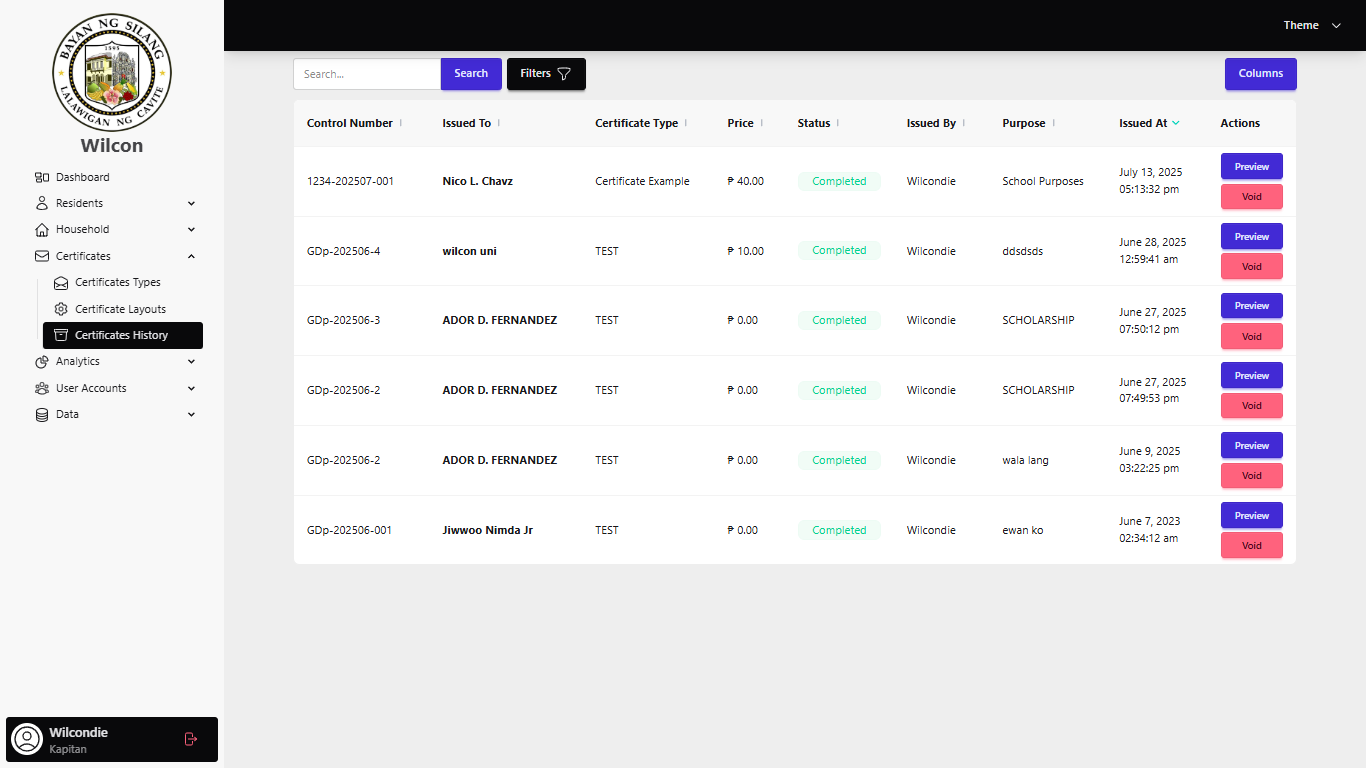 BAYAN NG SILANG
1595
LALAWIGAN NG CAVITE
Wilcon
Dashboard
Residents
Household
Certificates
Certificates Types
Certificate Layouts
Certificates History
Analytics
User Accounts
Data
Wilcondie
Kapitan
Theme
Search...
Search
Filters
Columns
Control Number Issued To Certificate Type Price Status Issued By Purpose Issued At Actions
1234-202507-001 Nico L. Chavz Certificate Example ₱ 40.00 Completed Wilcondie School Purposes July 13, 2025 05:13:32 pm Preview Void
GDp-202506-4 wilcon uni TEST ₱ 10.00 Completed Wilcondie ddsdsds June 28, 2025 12:59:41 am Preview Void
GDp-202506-3 ADOR D. FERNANDEZ TEST ₱ 0.00 Completed Wilcondie SCHOLARSHIP June 27, 2025 07:50:12 pm Preview Void
GDp-202506-2 ADOR D. FERNANDEZ TEST ₱ 0.00 Completed Wilcondie SCHOLARSHIP June 27, 2025 07:49:53 pm Preview Void
GDp-202506-2 ADOR D. FERNANDEZ TEST ₱ 0.00 Completed Wilcondie wala lang June 9, 2025 03:22:25 pm Preview Void
GDp-202506-001 Jiwwoo Nimda Jr TEST ₱ 0.00 Completed Wilcondie ewan ko June 7, 2023 02:34:12 am Preview Void